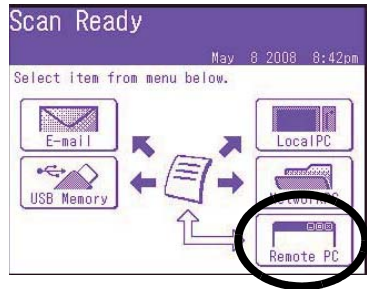 Scan Ready
May 8 2008 8:42pm
Select item from menu below.
E-mail
LocalPC
USB Memory
Remote PC